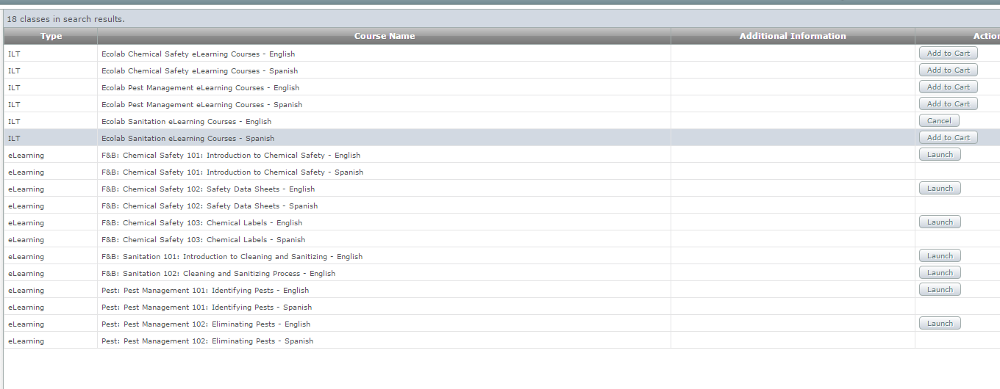 18 classes in search results.
Type Course Name Additional Information Action
ILT Ecolab Chemical Safety eLearning Courses - English Add to Cart
ILT Ecolab Chemical Safety eLearning Courses - Spanish Add to Cart
ILT Ecolab Pest Management eLearning Courses - English Add to Cart
ILT Ecolab Pest Management eLearning Courses - Spanish Add to Cart
ILT Ecolab Sanitation eLearning Courses - English Cancel
ILT Ecolab Sanitation eLearning Courses - Spanish Add to Cart
eLearning F&B: Chemical Safety 101: Introduction to Chemical Safety - English Launch
eLearning F&B: Chemical Safety 101: Introduction to Chemical Safety - Spanish
eLearning F&B: Chemical Safety 102: Safety Data Sheets - English Launch
eLearning F&B: Chemical Safety 102: Safety Data Sheets - Spanish
eLearning F&B: Chemical Safety 103: Chemical Labels - English Launch
eLearning F&B: Chemical Safety 103: Chemical Labels - Spanish
eLearning F&B: Sanitation 101: Introduction to Cleaning and Sanitizing - English Launch
eLearning F&B: Sanitation 102: Cleaning and Sanitizing Process - English Launch
eLearning Pest: Pest Management 101: Identifying Pests - English Launch
eLearning Pest: Pest Management 101: Identifying Pests - Spanish
eLearning Pest: Pest Management 102: Eliminating Pests - English Launch
eLearning Pest: Pest Management 102: Eliminating Pests - Spanish